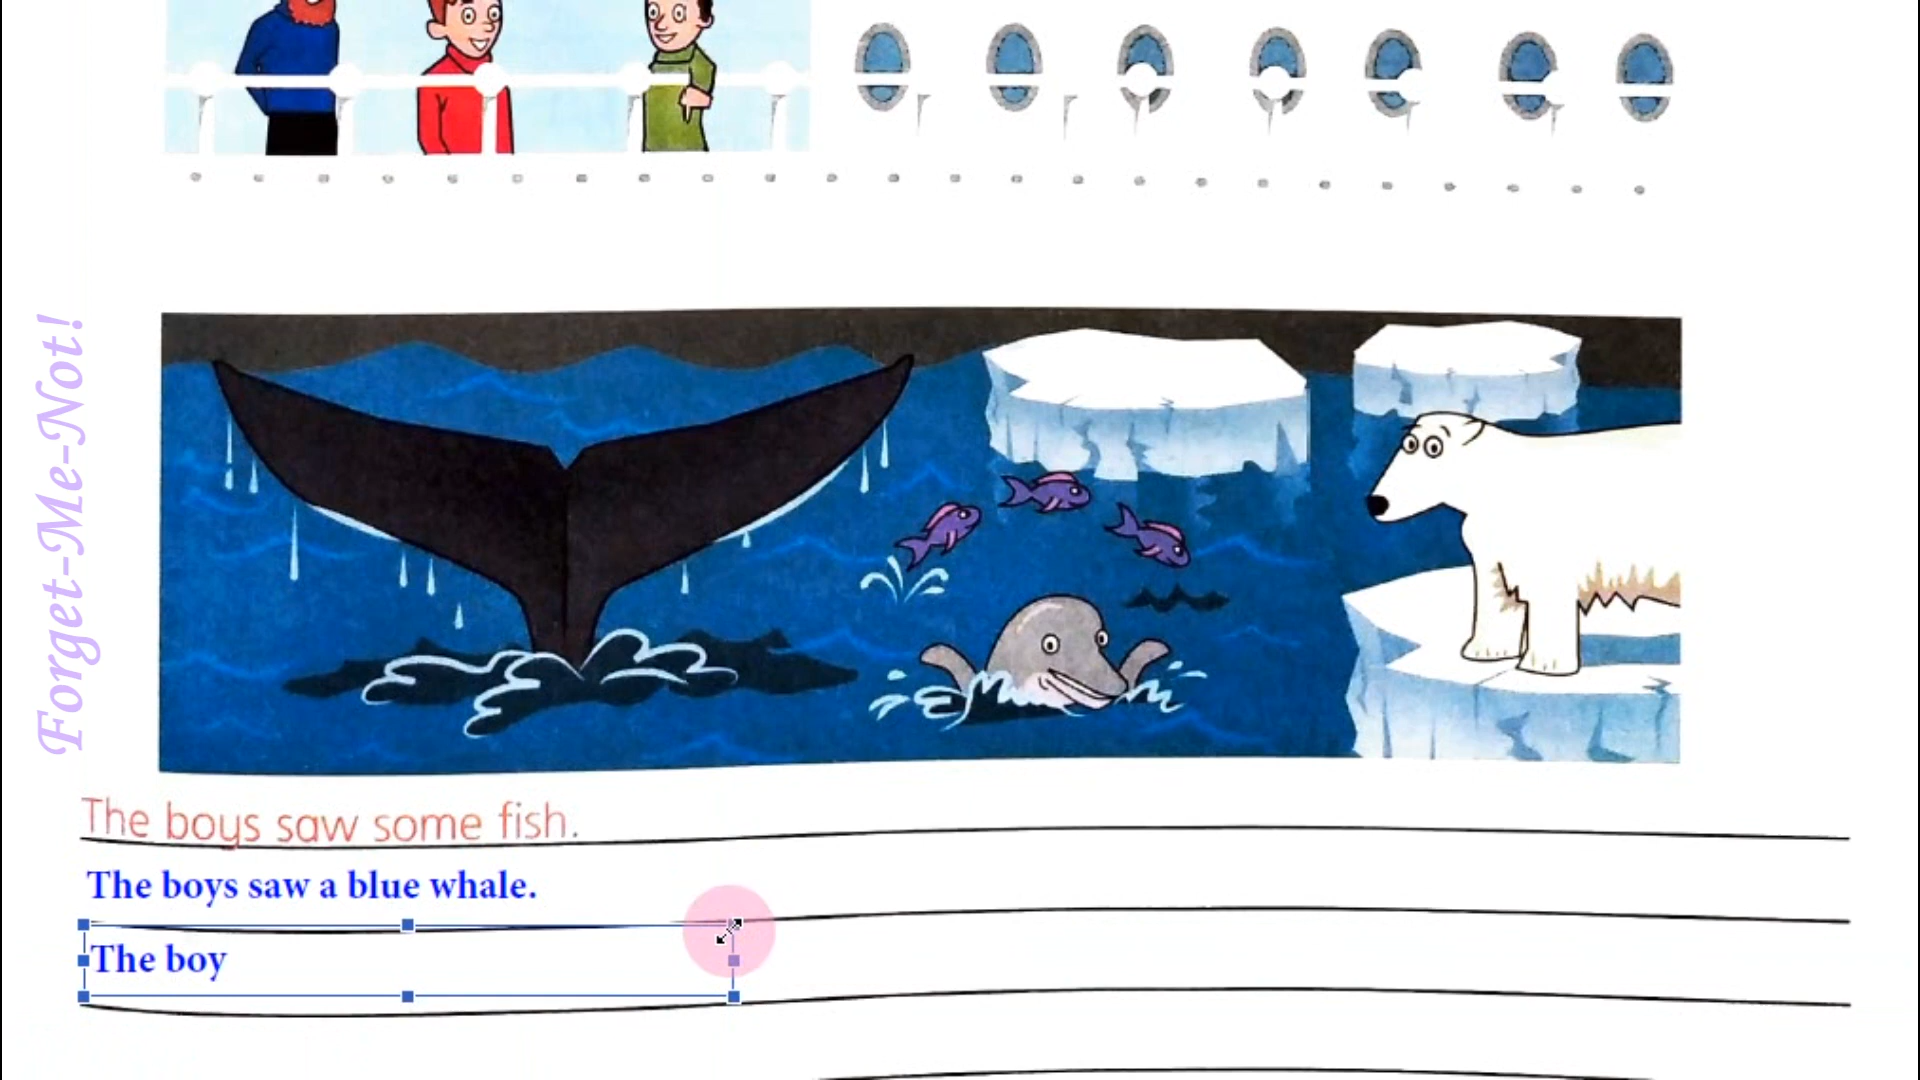 Forget-Me-Not!
The boys saw some fish.
The boys saw a blue whale.
The boy